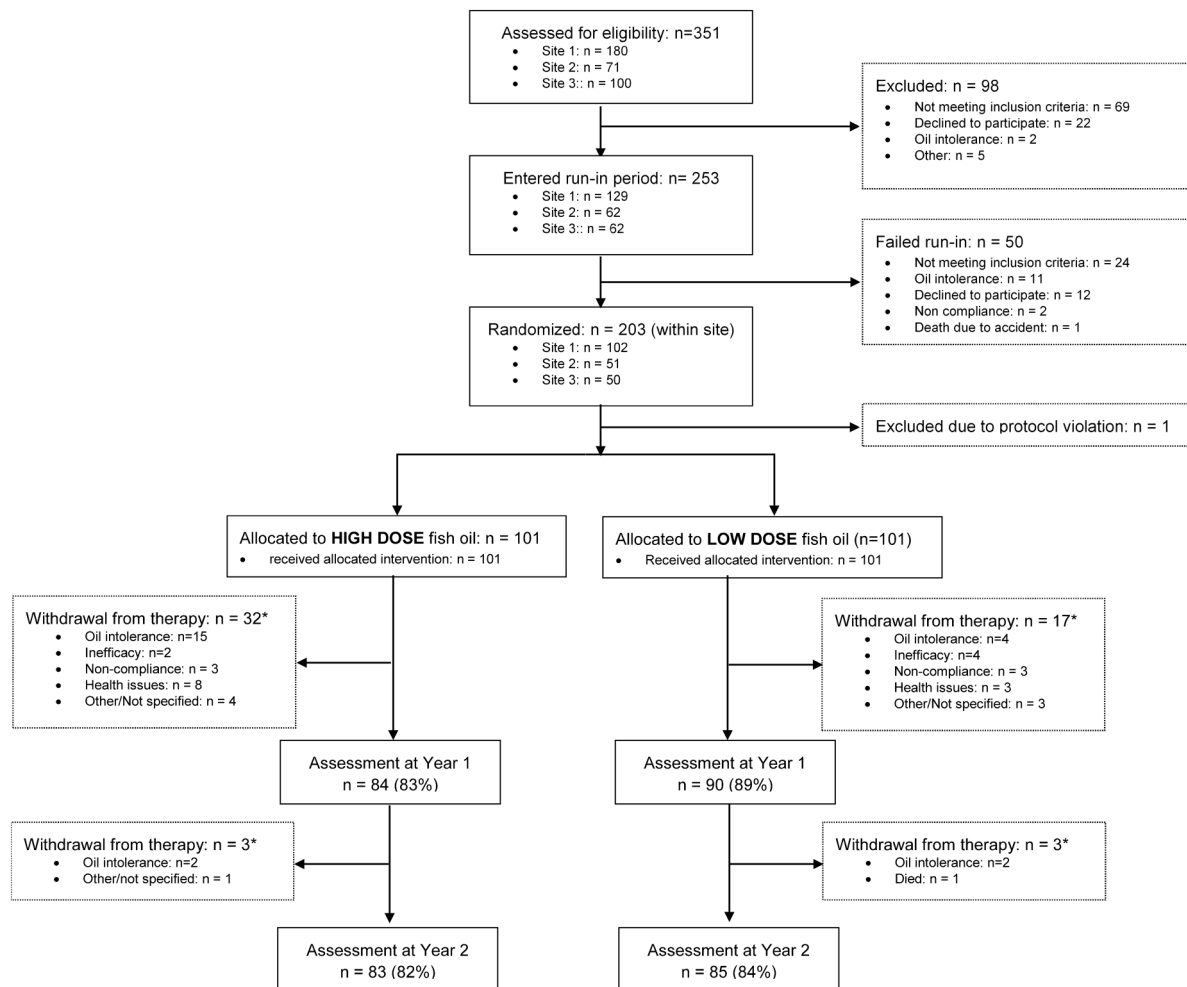 Assessed for eligibility: n=351
• Site 1: n = 180
• Site 2: n = 71
• Site 3:: n = 100
Excluded: n = 98
• Not meeting inclusion criteria: n = 69
• Declined to participate: n = 22
• Oil intolerance: n = 2
• Other: n = 5
Entered run-in period: n= 253
• Site 1: n = 129
• Site 2: n = 62
• Site 3:: n = 62
Failed run-in: n = 50
• Not meeting inclusion criteria: n = 24
• Oil intolerance: n = 11
• Declined to participate: n = 12
• Non compliance: n = 2
• Death due to accident: n = 1
Randomized: n = 203 (within site)
• Site 1: n = 102
• Site 2: n = 51
• Site 3: n = 50
Excluded due to protocol violation: n = 1
Allocated to HIGH DOSE fish oil: n = 101
• received allocated intervention: n = 101
Allocated to LOW DOSE fish oil (n=101)
• Received allocated intervention: n = 101
Withdrawal from therapy: n = 32*
• Oil intolerance: n=15
• Inefficacy: n=2
• Non-compliance: n = 3
• Health issues: n = 8
• Other/Not specified: n = 4
Withdrawal from therapy: n = 17*
• Oil intolerance: n=4
• Inefficacy: n=4
• Non-compliance: n = 3
• Health issues: n = 3
• Other/Not specified: n = 3
Assessment at Year 1
n = 84 (83%)
Assessment at Year 1
n = 90 (89%)
Withdrawal from therapy: n = 3*
• Oil intolerance: n=2
• Other/not specified: n = 1
Withdrawal from therapy: n = 3*
• Oil intolerance: n=2
• Died: n = 1
Assessment at Year 2
n = 83 (82%)
Assessment at Year 2
n = 85 (84%)